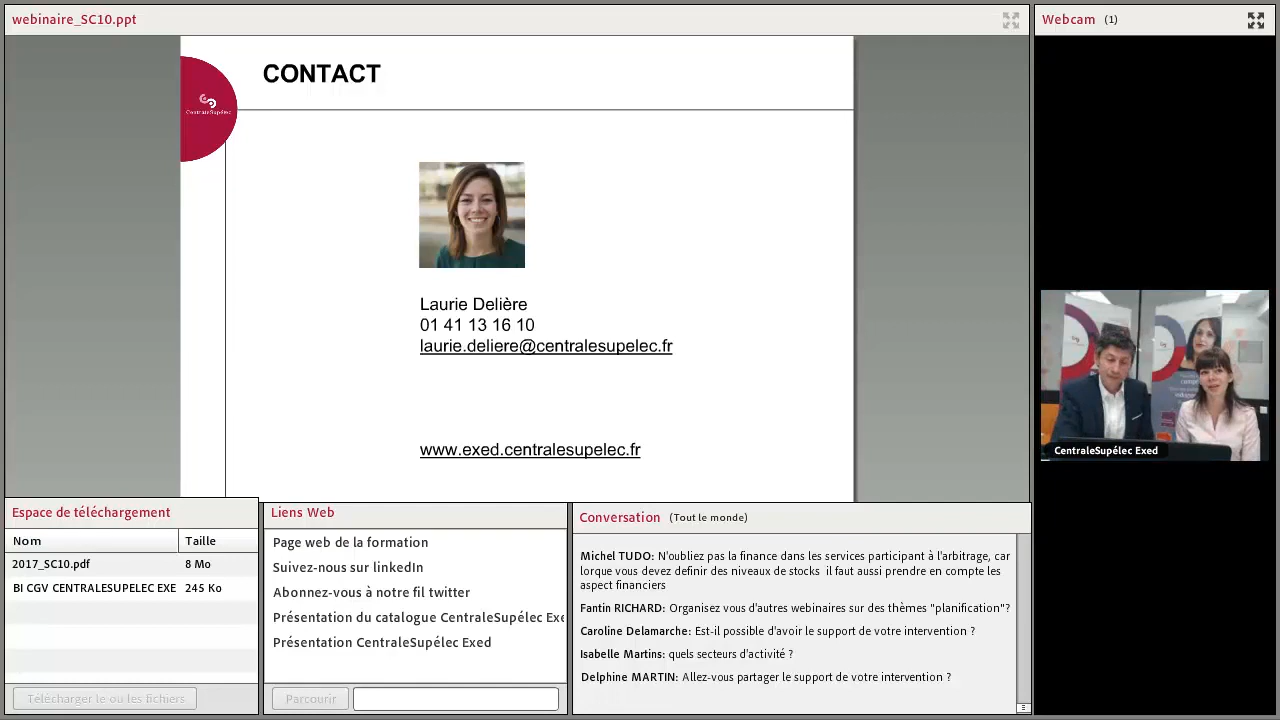 webinaire_SC10.ppt
Webcam (1)
CONTACT
CentraleSupélec
Laurie Delière
01 41 13 16 10
laurie.deliere@centralesupelec.fr
www.exed.centralesupelec.fr
CentraleSupélec Exed
Espace de téléchargement
Nom Taille
2017_SC10.pdf 8 Mo
BI CGV CENTRALESUPELEC EXE 245 Ko
Télécharger le ou les fichiers
Liens Web
Page web de la formation
Suivez-nous sur linkedIn
Abonnez-vous à notre fil twitter
Présentation du catalogue CentraleSupélec Exe
Présentation CentraleSupélec Exed
Parcourir
Conversation (Tout le monde)
Michel TUDO: N'oubliez pas la finance dans les services participant à l'arbitrage, car
lorque vous devez definir des niveaux de stocks il faut aussi prendre en compte les
aspect financiers
Fantin RICHARD: Organisez vous d'autres webinaires sur des thèmes "planification"?
Caroline Delamarche: Est-il possible d'avoir le support de votre intervention ?
Isabelle Martins: quels secteurs d'activité ?
Delphine MARTIN: Allez-vous partager le support de votre intervention ?